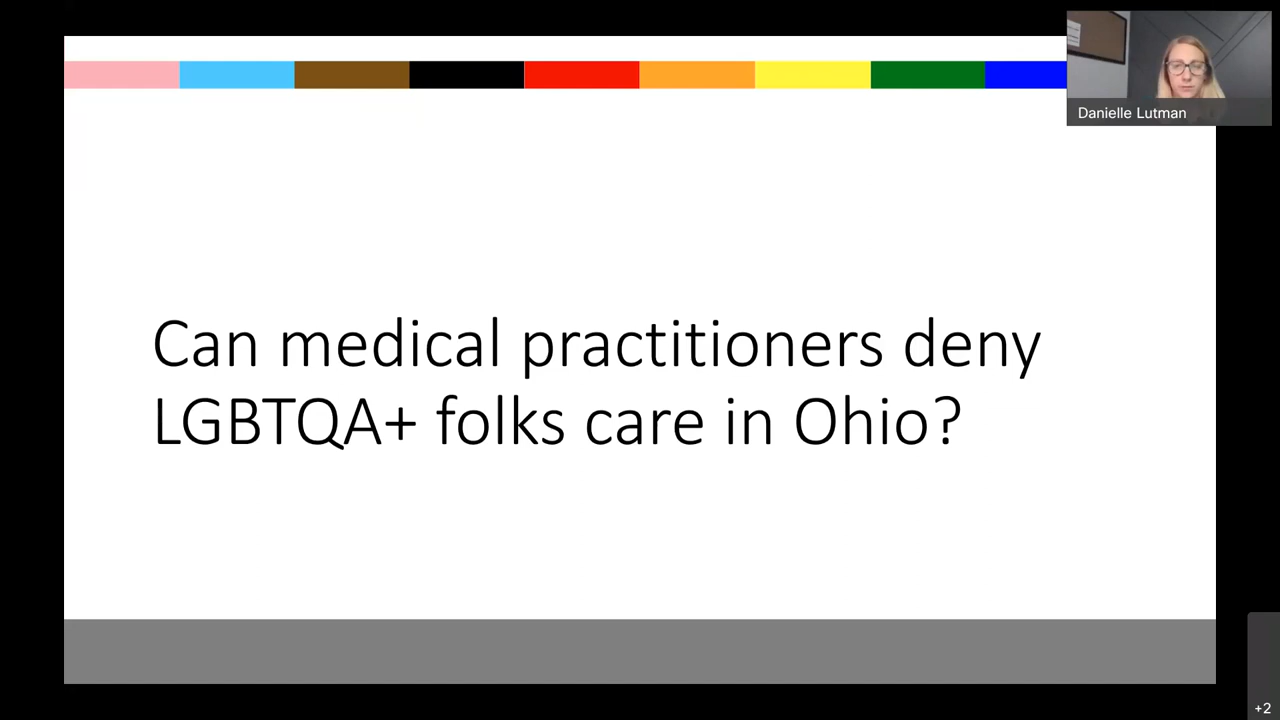 Danielle Lutman
Can medical practitioners deny
LGBTQA+ folks care in Ohio?
+2